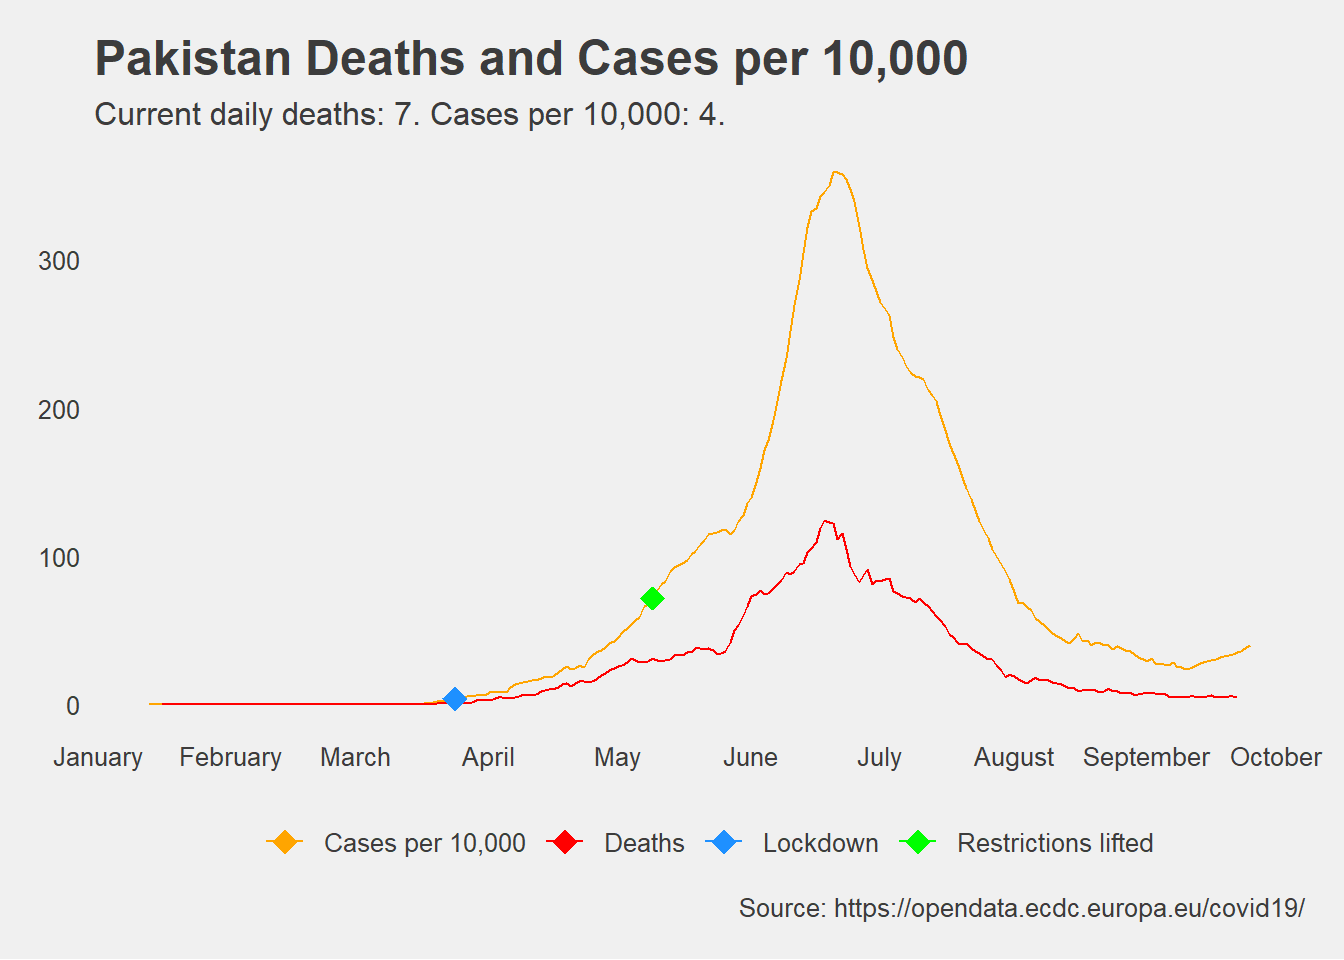 Pakistan Deaths and Cases per 10,000
Current daily deaths: 7. Cases per 10,000: 4.
300
200
100
0
January February March April May June July August September October
Cases per 10,000 Deaths Lockdown Restrictions lifted
Source: https://opendata.ecdc.europa.eu/covid19/